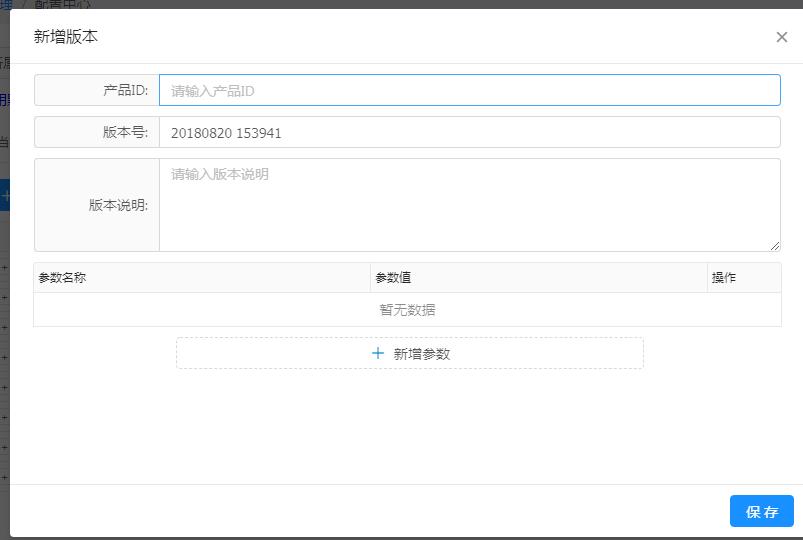 新增版本
产品ID: 请输入产品ID
版本号: 20180820 153941
版本说明: 请输入版本说明
参数名称 参数值 操作
暂无数据
+ 新增参数
保 存